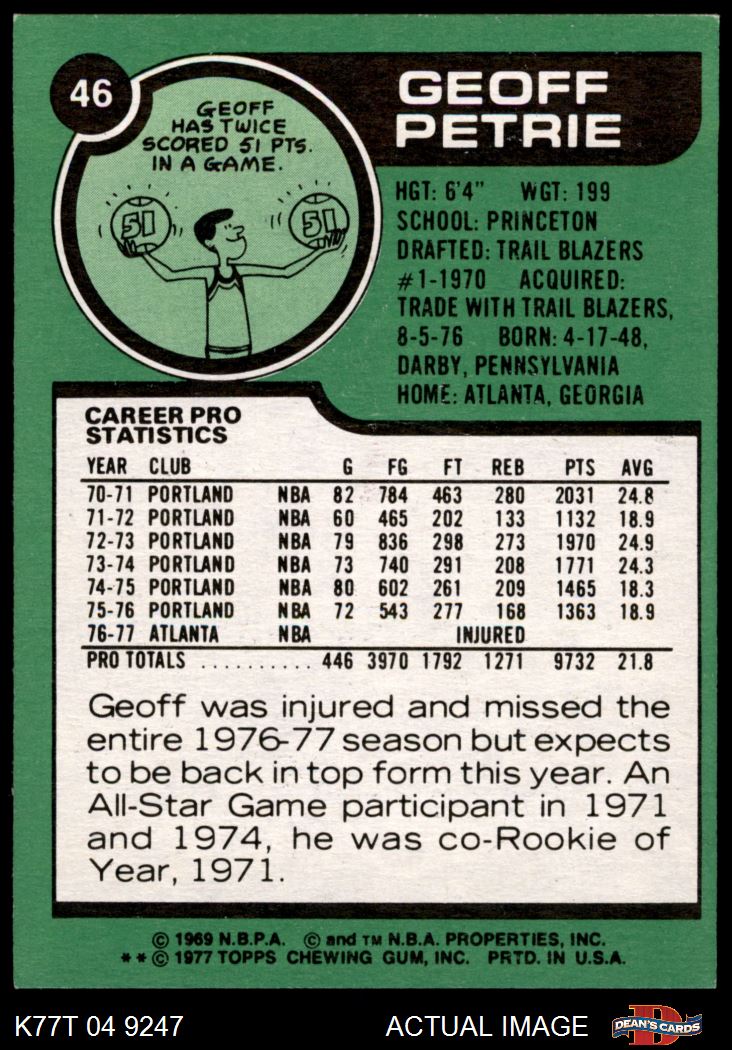 46
GEOFF
HAS TWICE
SCORED 51 PTS.
IN A GAME.
51
51
GEOFF
PETRIE
HGT: 6'4" WGT: 199
SCHOOL: PRINCETON
DRAFTED: TRAIL BLAZERS
#1-1970 ACQUIRED:
TRADE WITH TRAIL BLAZERS,
8-5-76 BORN: 4-17-48,
DARBY, PENNSYLVANIA
HOME: ATLANTA, GEORGIA
CAREER PRO
STATISTICS
YEAR CLUB G FG FT REB PTS AVG
70-71 PORTLAND NBA 82 784 463 280 2031 24.8
71-72 PORTLAND NBA 60 465 202 133 1132 18.9
72-73 PORTLAND NBA 79 836 298 273 1970 24.9
73-74 PORTLAND NBA 73 740 291 208 1771 24.3
74-75 PORTLAND NBA 80 602 261 209 1465 18.3
75-76 PORTLAND NBA 72 543 277 168 1363 18.9
76-77 ATLANTA NBA INJURED
PRO TOTALS .......... 446 3970 1792 1271 9732 21.8
Geoff was injured and missed the
entire 1976-77 season but expects
to be back in top form this year. An
All-Star Game participant in 1971
and 1974, he was co-Rookie of
Year, 1971.
© 1969 N.B.P.A. © and TM N.B.A. PROPERTIES, INC.
**© 1977 TOPPS CHEWING GUM, INC. PRTD. IN U.S.A.
K77T 04 9247 ACTUAL IMAGE DEAN'S CARDS